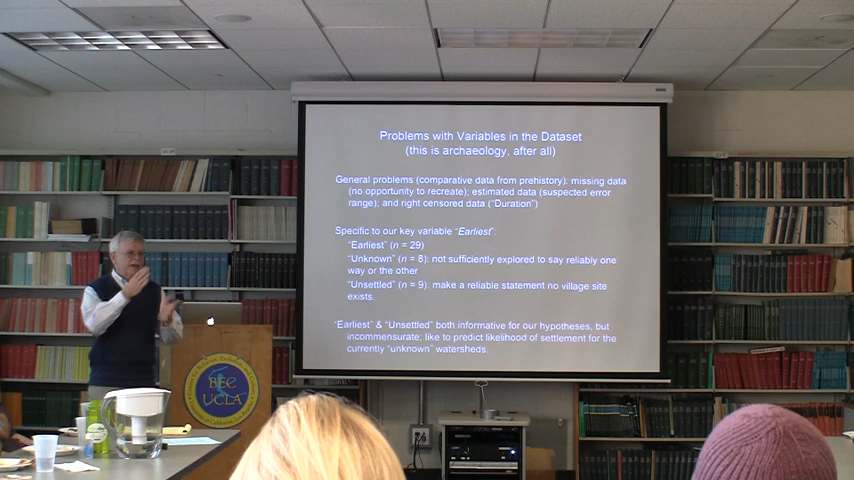 Problems with Variables in the Dataset
(this is archaeology, after all)
General problems (comparative data from prehistory): missing data
(no opportunity to recreate); estimated data (suspected error
range); and right censored data ("Duration")
Specific to our key variable "Earliest":
"Earliest" (n = 29)
"Unknown" (n = 8): not sufficiently explored to say reliably one
way or the other
"Unsettled" (n = 9): make a reliable statement no village site
exists.
"Earliest" & "Unsettled" both informative for our hypotheses, but
incommensurate; like to predict likelihood of settlement for the
currently "unknown" watersheds.
BEC
UCLA